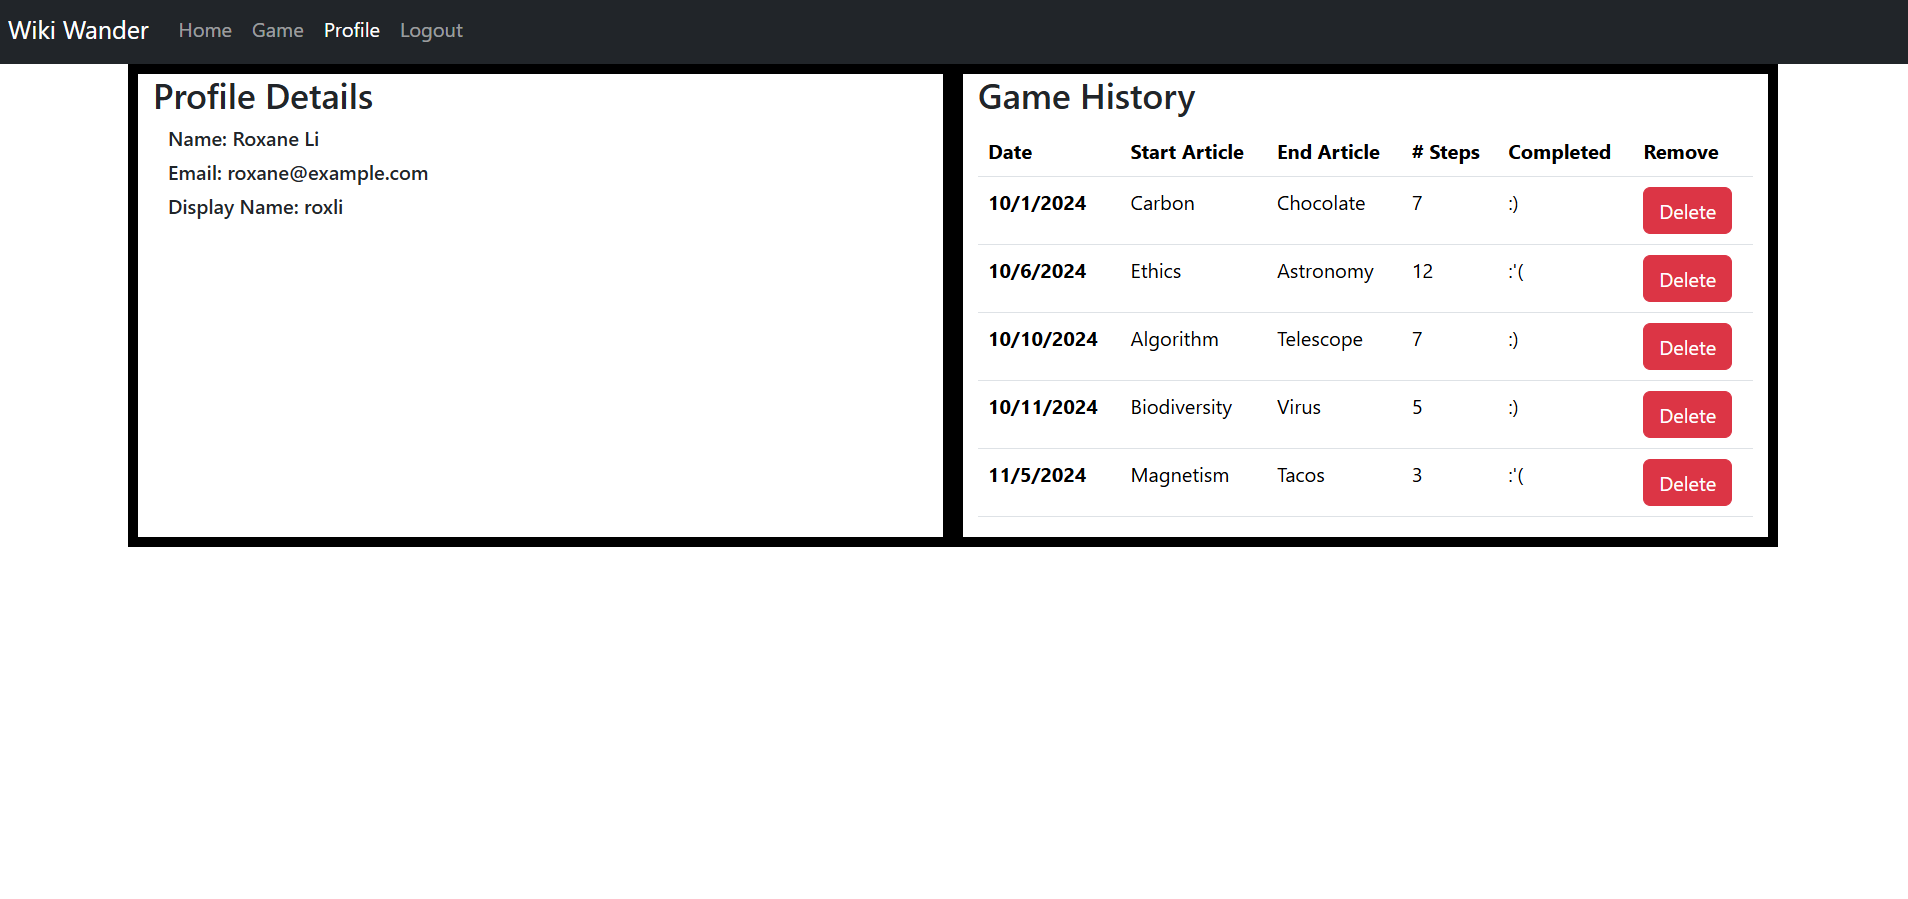 Wiki Wander Home Game Profile Logout
Profile Details
Name: Roxane Li
Email: roxane@example.com
Display Name: roxli
Game History
Date Start Article End Article # Steps Completed Remove
10/1/2024 Carbon Chocolate 7 :) Delete
10/6/2024 Ethics Astronomy 12 :'( Delete
10/10/2024 Algorithm Telescope 7 :) Delete
10/11/2024 Biodiversity Virus 5 :) Delete
11/5/2024 Magnetism Tacos 3 :'( Delete